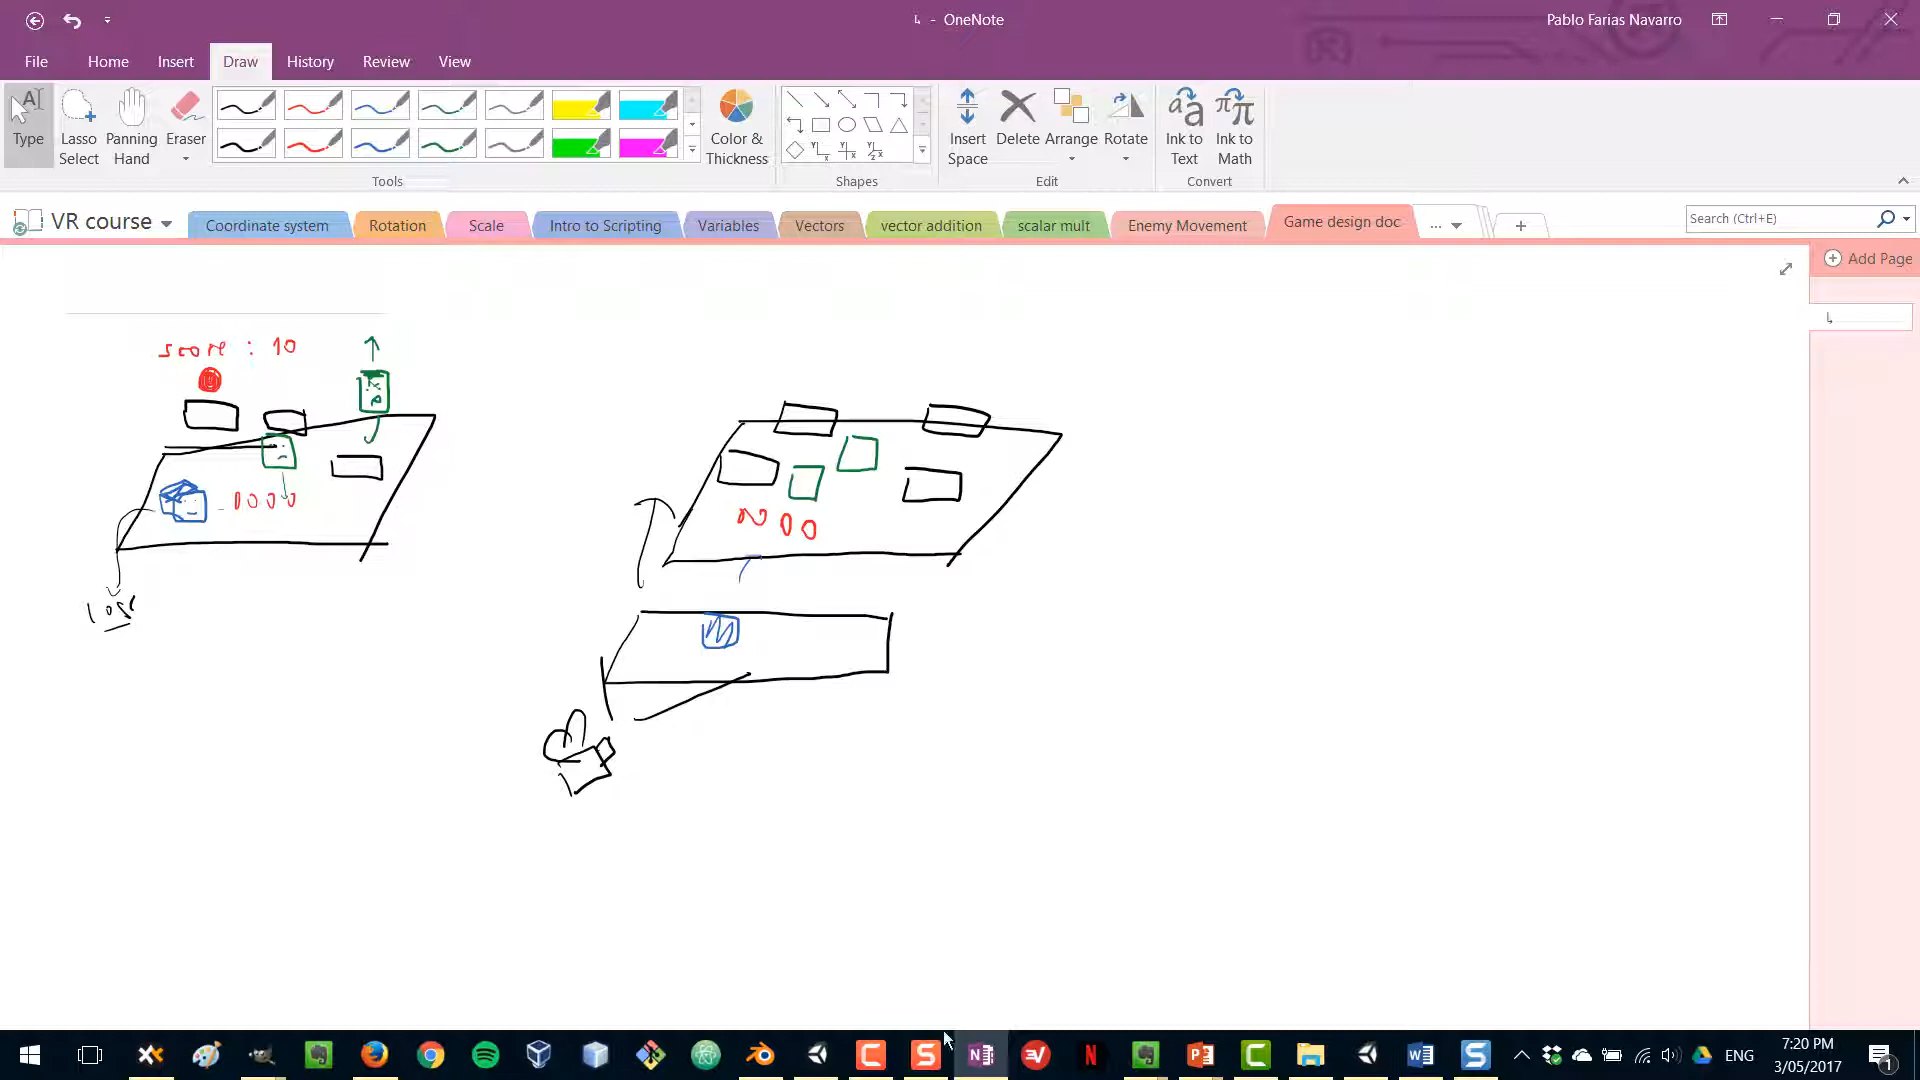 ↳ - OneNote
Pablo Farias Navarro
File Home Insert Draw History Review View
Type
Lasso Select
Panning Hand
Eraser
Color & Thickness
Insert Space
Delete
Arrange
Rotate
Ink to Text
Ink to Math
Tools
Shapes
Edit
Convert
VR course
Coordinate system
Rotation
Scale
Intro to Scripting
Variables
Vectors
vector addition
scalar mult
Enemy Movement
Game design doc
...
Search (Ctrl+E)
Add Page
↳
score : 10
0000
lose
ENG
7:20 PM
3/05/2017
1